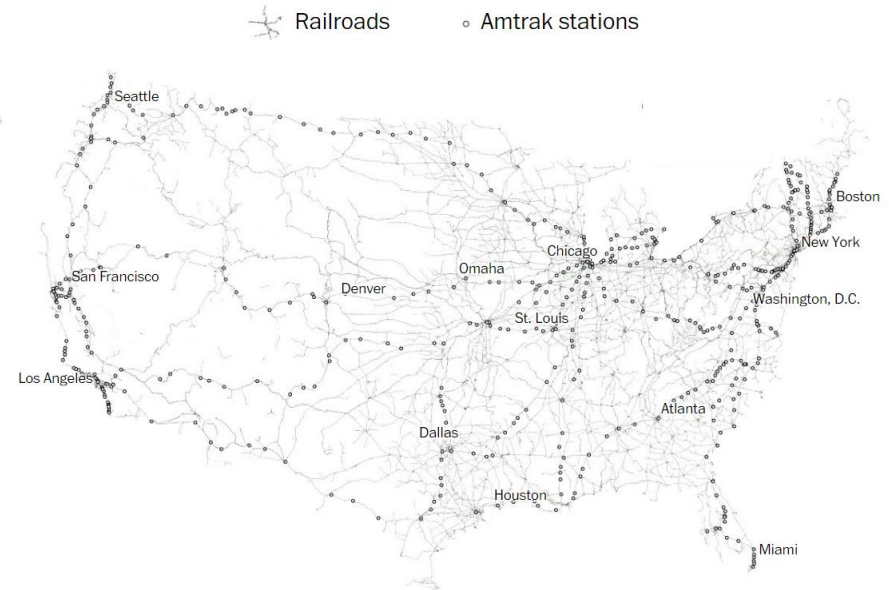 Railroads
Amtrak stations
Seattle
Boston
New York
Chicago
Omaha
San Francisco
Denver
Washington, D.C.
St. Louis
Los Angeles
Atlanta
Dallas
Houston
Miami